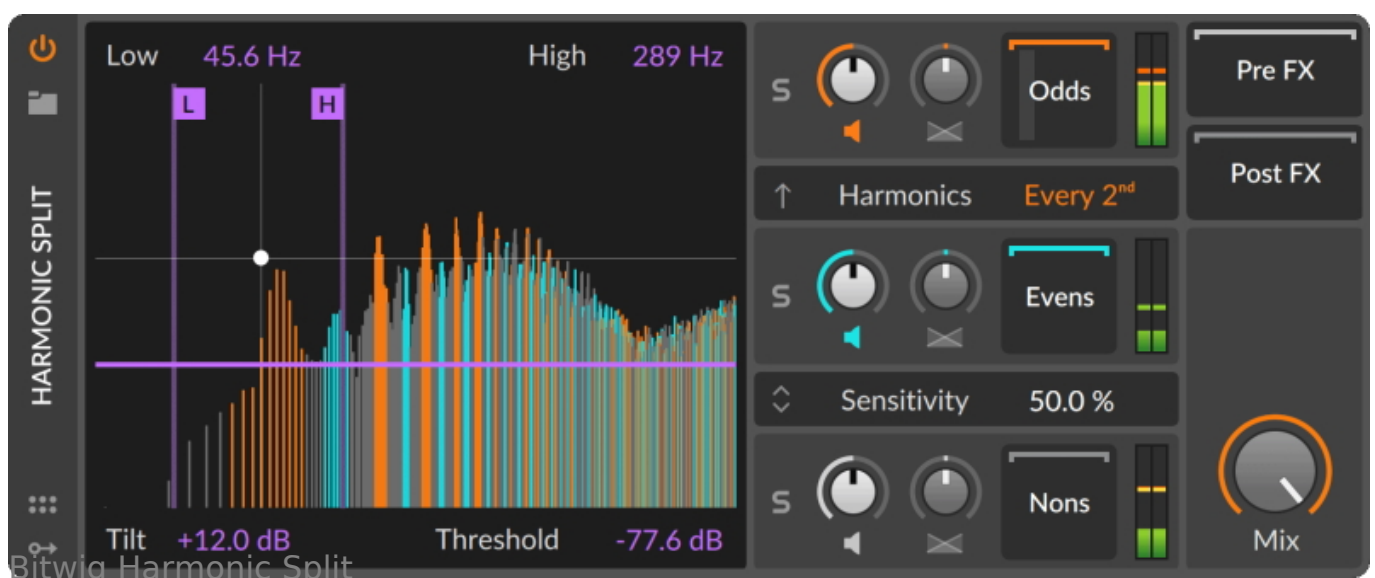 Low 45.6 Hz High 289 Hz
L H
HARMONIC SPLIT
Tilt +12.0 dB Threshold -77.6 dB
S Odds
Harmonics Every 2nd
S Evens
Sensitivity 50.0 %
S Nons
Pre FX
Post FX
Mix
Bitwig Harmonic Split